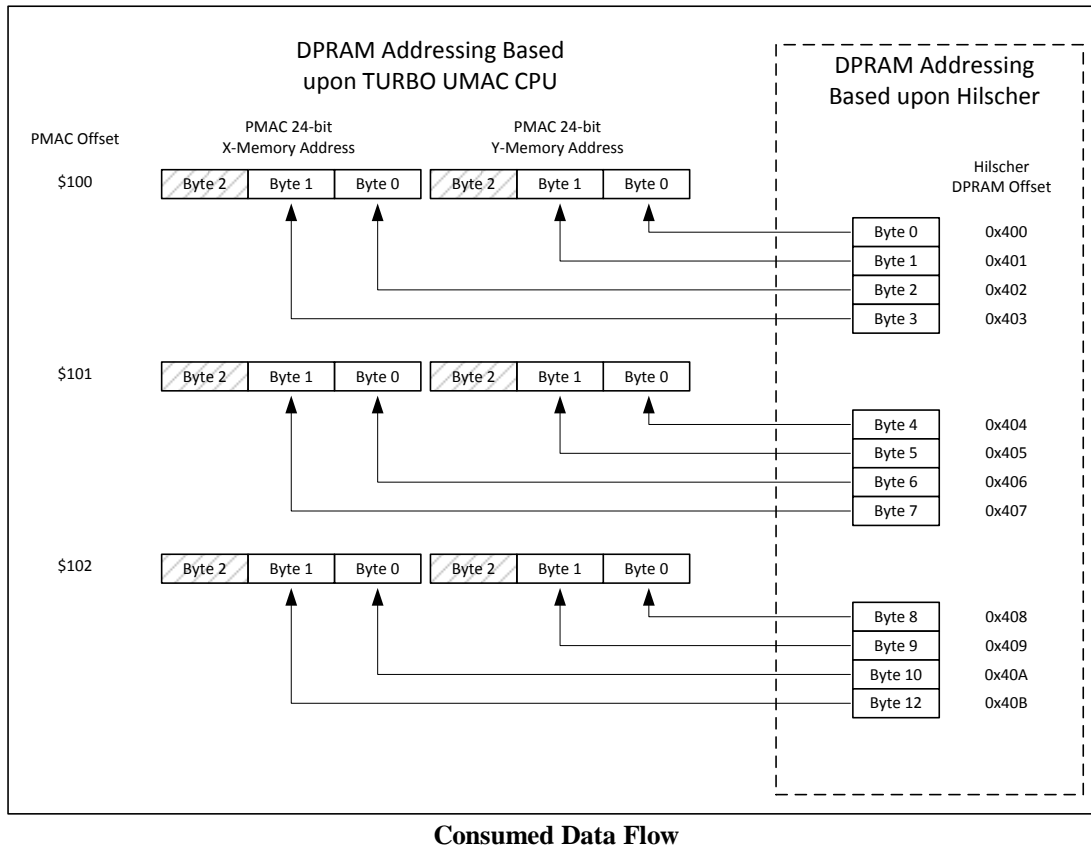 DPRAM Addressing Based
upon TURBO UMAC CPU
DPRAM Addressing
Based upon Hilscher
PMAC Offset
PMAC 24-bit
X-Memory Address
PMAC 24-bit
Y-Memory Address
Hilscher
DPRAM Offset
$100
Byte 2 Byte 1 Byte 0 Byte 2 Byte 1 Byte 0
Byte 0 0x400
Byte 1 0x401
Byte 2 0x402
Byte 3 0x403
$101
Byte 2 Byte 1 Byte 0 Byte 2 Byte 1 Byte 0
Byte 4 0x404
Byte 5 0x405
Byte 6 0x406
Byte 7 0x407
$102
Byte 2 Byte 1 Byte 0 Byte 2 Byte 1 Byte 0
Byte 8 0x408
Byte 9 0x409
Byte 10 0x40A
Byte 12 0x40B
Consumed Data Flow